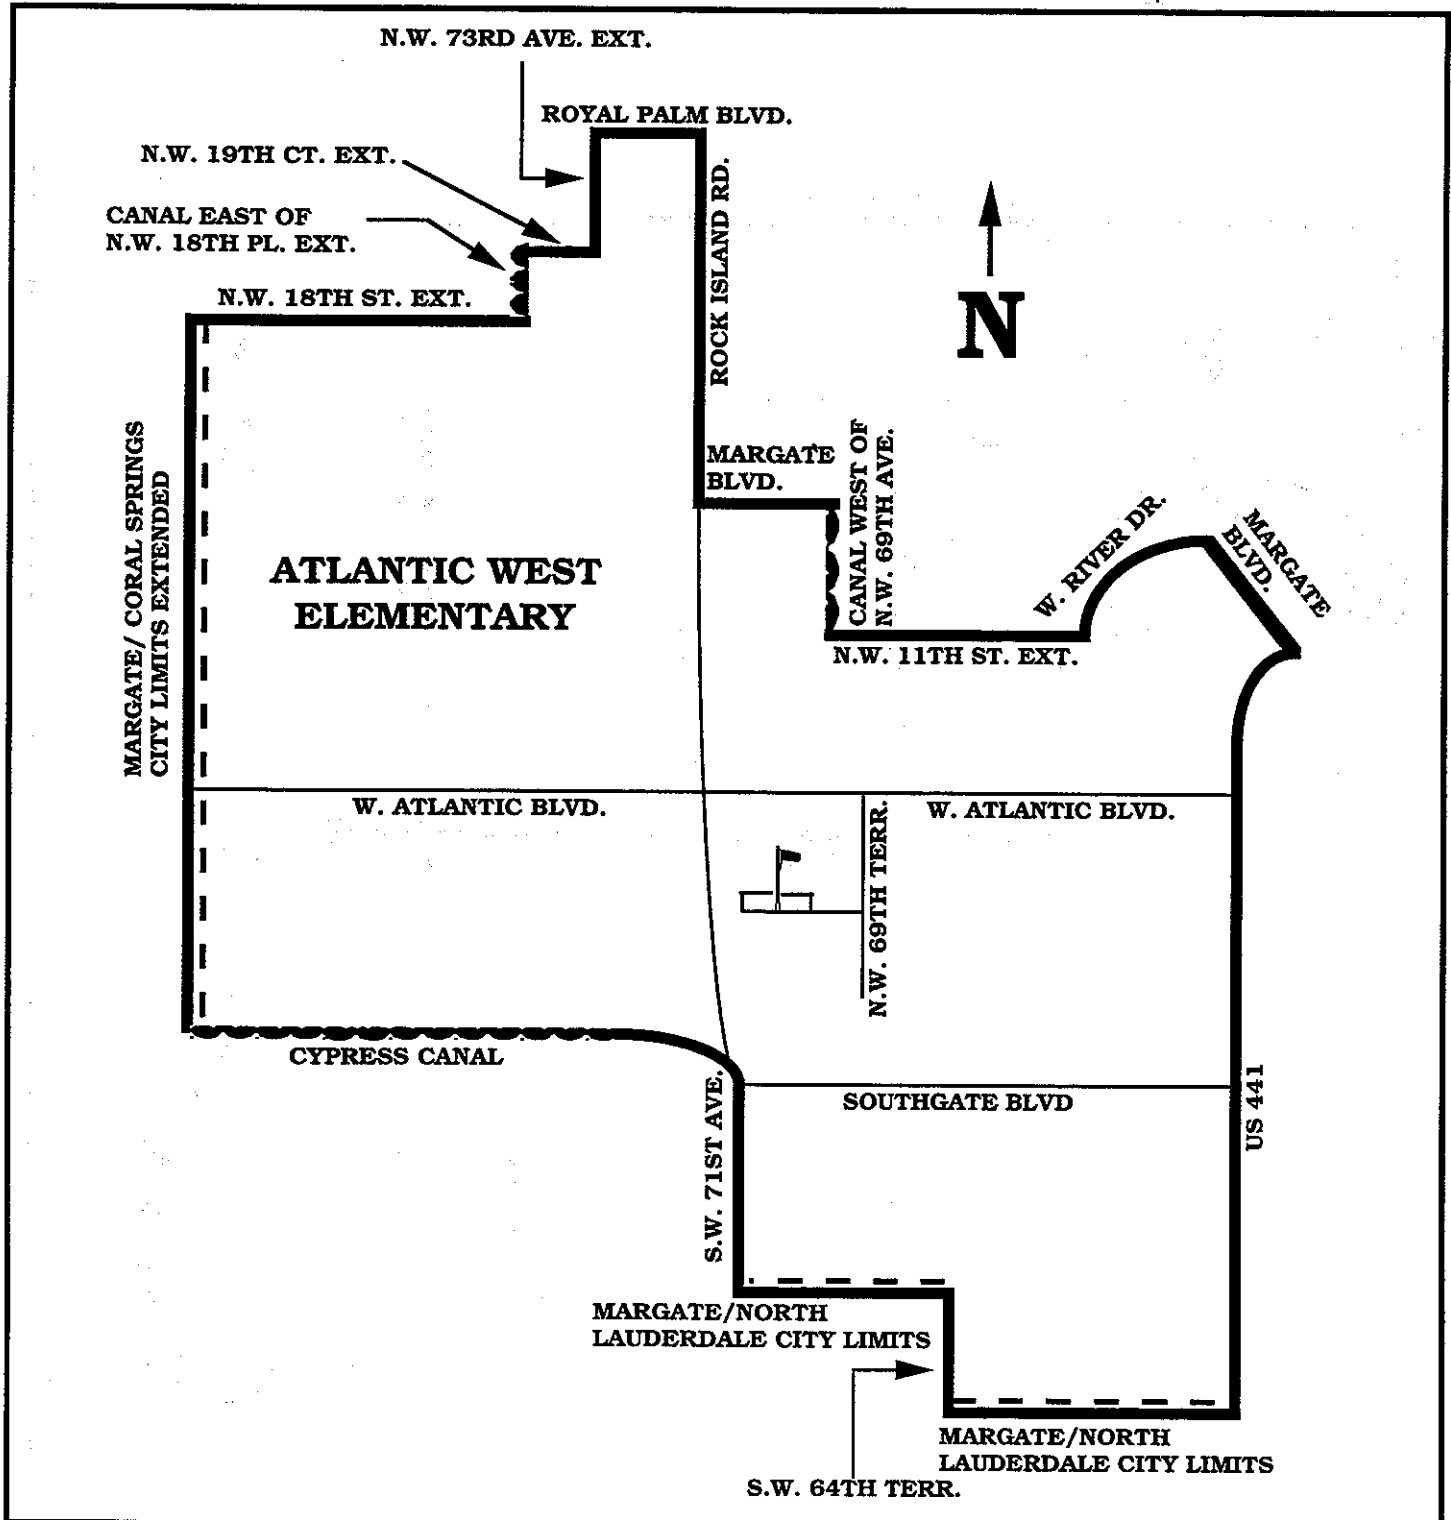 N.W. 73RD AVE. EXT.
ROYAL PALM BLVD.
N.W. 19TH CT. EXT.
CANAL EAST OF
N.W. 18TH PL. EXT.
N.W. 18TH ST. EXT.
ROCK ISLAND RD.
N
MARGATE/ CORAL SPRINGS
CITY LIMITS EXTENDED
MARGATE
BLVD.
CANAL WEST OF
N.W. 69TH AVE.
W. RIVER DR.
MARGATE
BLVD.
ATLANTIC WEST
ELEMENTARY
N.W. 11TH ST. EXT.
W. ATLANTIC BLVD.
W. ATLANTIC BLVD.
N.W. 69TH TERR.
CYPRESS CANAL
S.W. 71ST AVE.
SOUTHGATE BLVD
US 441
MARGATE/NORTH
LAUDERDALE CITY LIMITS
MARGATE/NORTH
LAUDERDALE CITY LIMITS
S.W. 64TH TERR.